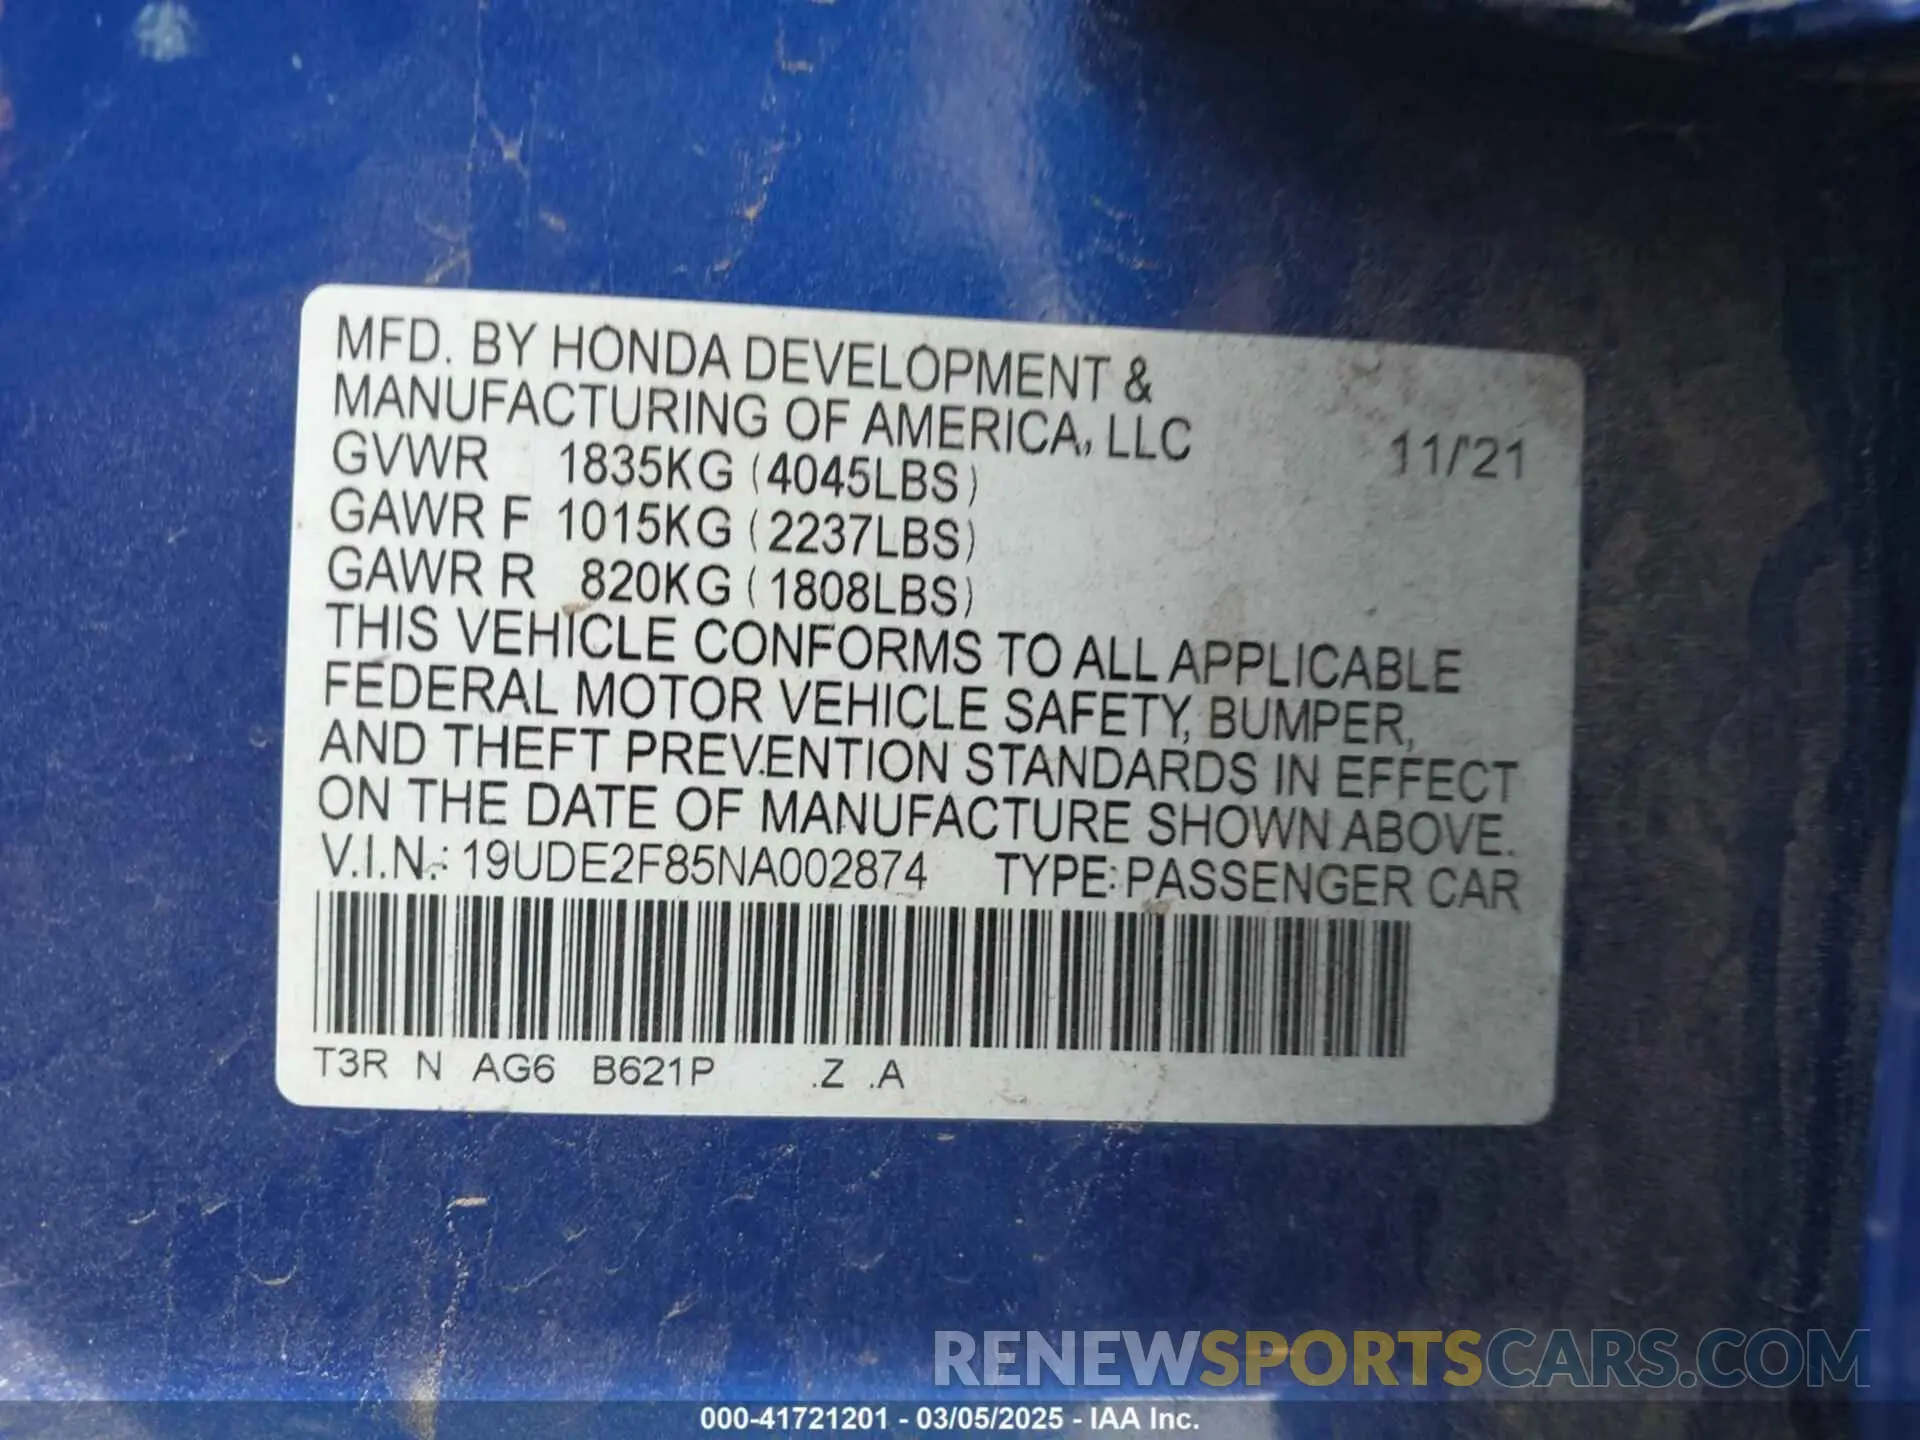 MFD. BY HONDA DEVELOPMENT &
MANUFACTURING OF AMERICA, LLC 11/'21
GVWR 1835KG (4045LBS)
GAWR F 1015KG (2237LBS)
GAWR R 820KG (1808LBS)
THIS VEHICLE CONFORMS TO ALL APPLICABLE
FEDERAL MOTOR VEHICLE SAFETY, BUMPER,
AND THEFT PREVENTION STANDARDS IN EFFECT
ON THE DATE OF MANUFACTURE SHOWN ABOVE.
V.I.N.: 19UDE2F85NA002874 TYPE: PASSENGER CAR
T3R N AG6 B621P .Z .A
RENEWSPORTSCARS.COM
000-41721201 - 03/05/2025 - IAA Inc.